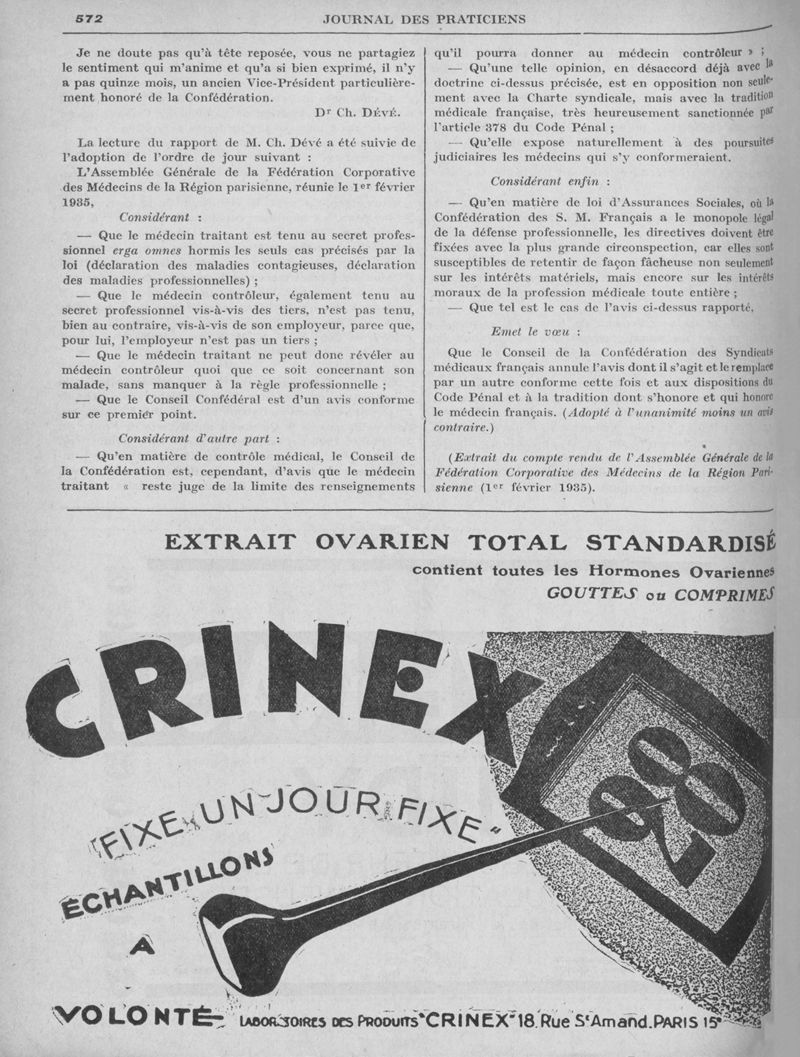 572
JOURNAL DES PRATICIENS
Je ne doute pas qu'à tête reposée, vous ne partagiez
le sentiment qui m'anime et qu'a si bien exprimé, il n'y
a pas quinze mois, un ancien Vice-Président particulière-
ment honoré de la Confédération.
Dr Ch. DÉVÉ.
La lecture du rapport de M. Ch. Dévé a été suivie de
l'adoption de l'ordre de jour suivant :
L'Assemblée Générale de la Fédération Corporative
des Médecins de la Région parisienne, réunie le 1er février
1935,
Considérant :
— Que le médecin traitant est tenu au secret profes-
sionnel erga omnes hormis les seuls cas précisés par la
loi (déclaration des maladies contagieuses, déclaration
des maladies professionnelles) ;
— Que le médecin contrôleur, également tenu au
secret professionnel vis-à-vis des tiers, n'est pas tenu,
bien au contraire, vis-à-vis de son employeur, parce que,
pour lui, l'employeur n'est pas un tiers ;
— Que le médecin traitant ne peut donc révéler au
médecin contrôleur quoi que ce soit concernant son
malade, sans manquer à la règle professionnelle ;
— Que le Conseil Confédéral est d'un avis conforme
sur ce premier point.
Considérant d'autre part :
— Qu'en matière de contrôle médical, le Conseil de
la Confédération est, cependant, d'avis que le médecin
traitant « reste juge de la limite des renseignements
qu'il pourra donner au médecin contrôleur » ;
— Qu'une telle opinion, en désaccord déjà avec la
doctrine ci-dessus précisée, est en opposition non seule-
ment avec la Charte syndicale, mais avec la tradition
médicale française, très heureusement sanctionnée par
l'article 378 du Code Pénal ;
— Qu'elle expose naturellement à des poursuites
judiciaires les médecins qui s'y conformeraient.
Considérant enfin :
— Qu'en matière de loi d'Assurances Sociales, où la
Confédération des S. M. Français a le monopole légal
de la défense professionnelle, les directives doivent être
fixées avec la plus grande circonspection, car elles sont
susceptibles de retentir de façon fâcheuse non seulement
sur les intérêts matériels, mais encore sur les intérêts
moraux de la profession médicale toute entière ;
— Que tel est le cas de l'avis ci-dessus rapporté,
Emet le vœu :
Que le Conseil de la Confédération des Syndicats
médicaux français annule l'avis dont il s'agit et le remplace
par un autre conforme cette fois et aux dispositions du
Code Pénal et à la tradition dont s'honore et qui honore
le médecin français. (Adopté à l'unanimité moins un avis
contraire.)
(Extrait du compte rendu de l'Assemblée Générale de la
Fédération Corporative des Médecins de la Région Pari-
sienne (1er février 1935).
EXTRAIT OVARIEN TOTAL STANDARDISÉ
contient toutes les Hormones Ovariennes
GOUTTES ou COMPRIMES
CRINEX
28
"FIXE UN JOUR FIXE"
ÉCHANTILLONS
A
VOLONTÉ
LABORATOIRES DES PRODUITS "CRINEX" 18. Rue St Amand. PARIS 15e